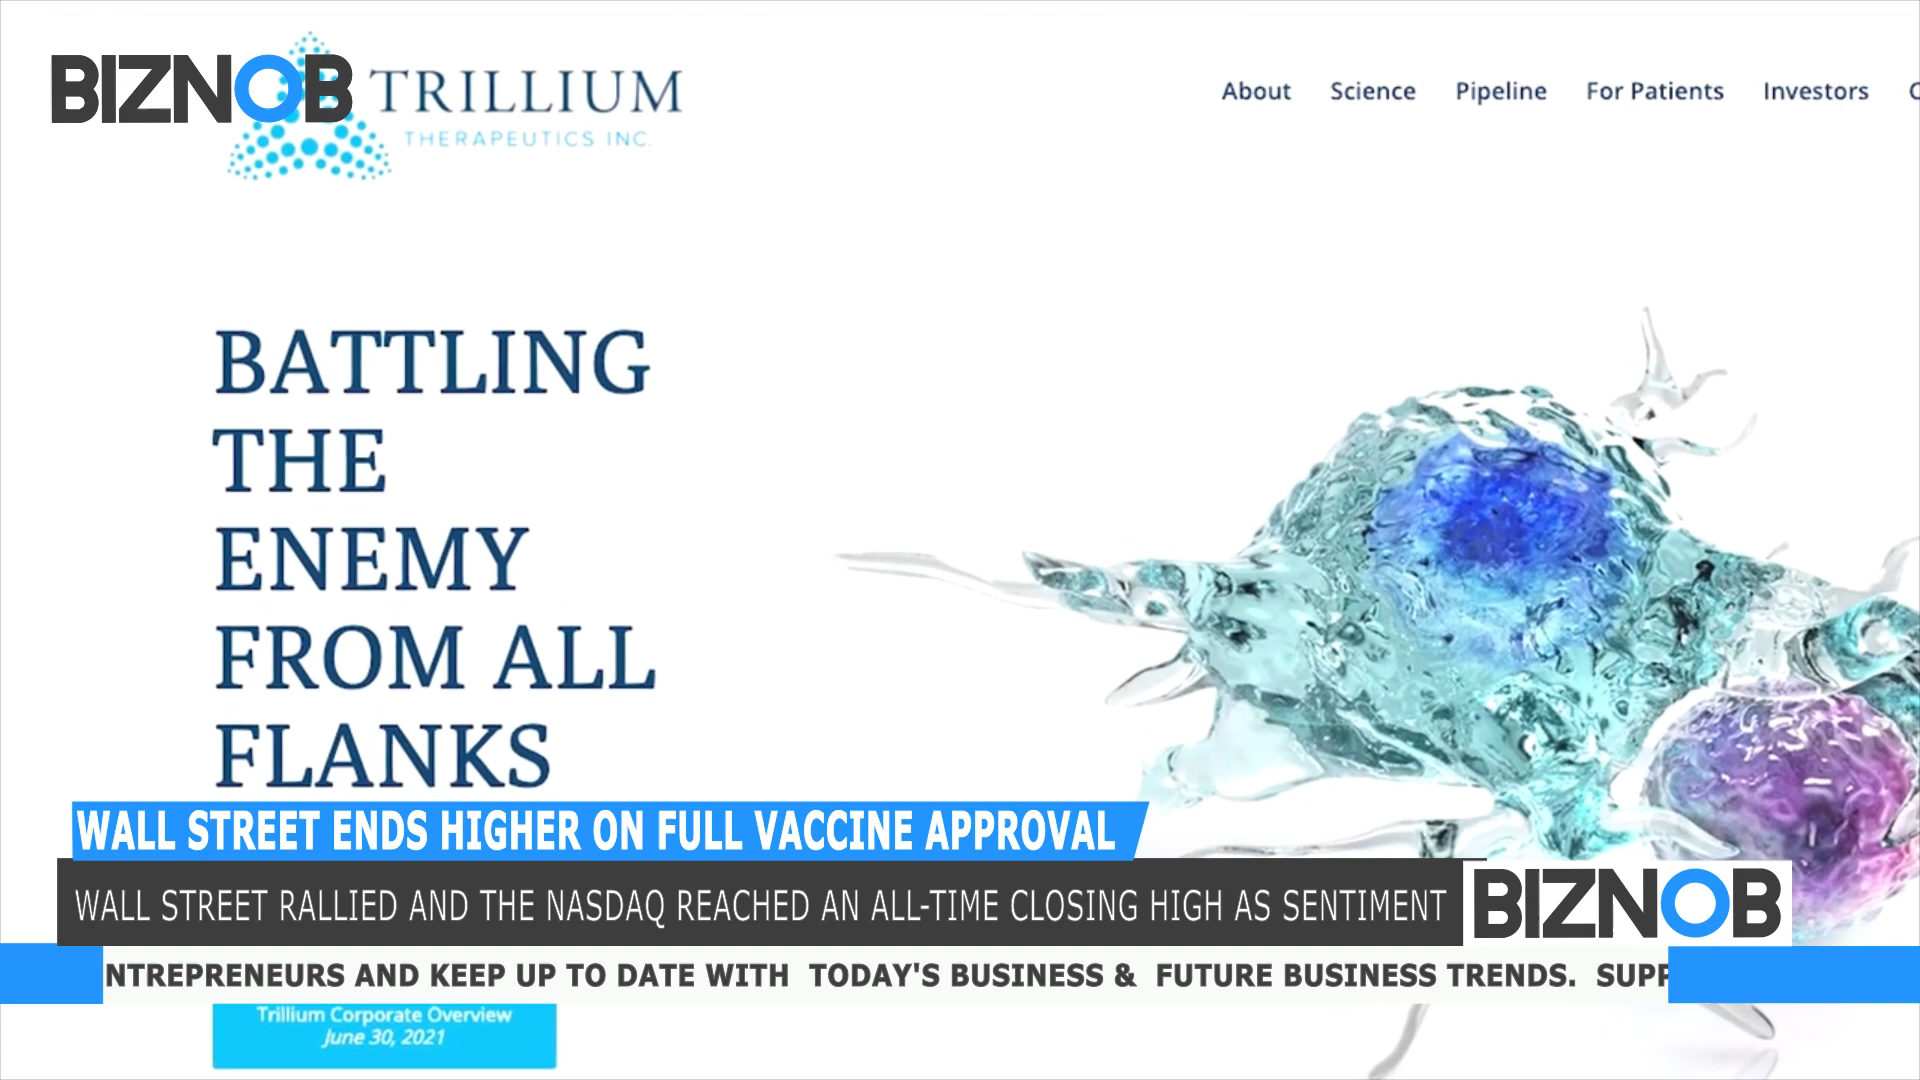 BIZNOB
TRILLIUM
THERAPEUTICS INC.
About Science Pipeline For Patients Investors
BATTLING
THE
ENEMY
FROM ALL
FLANKS
WALL STREET ENDS HIGHER ON FULL VACCINE APPROVAL
WALL STREET RALLIED AND THE NASDAQ REACHED AN ALL-TIME CLOSING HIGH AS SENTIMENT
BIZNOB
NTREPRENEURS AND KEEP UP TO DATE WITH TODAY'S BUSINESS & FUTURE BUSINESS TRENDS. SUPP
Trillium Corporate Overview
June 30, 2021